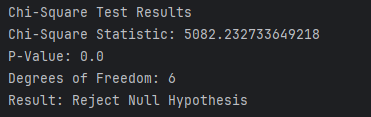 Chi-Square Test Results
Chi-Square Statistic: 5082.232733649218
P-Value: 0.0
Degrees of Freedom: 6
Result: Reject Null Hypothesis